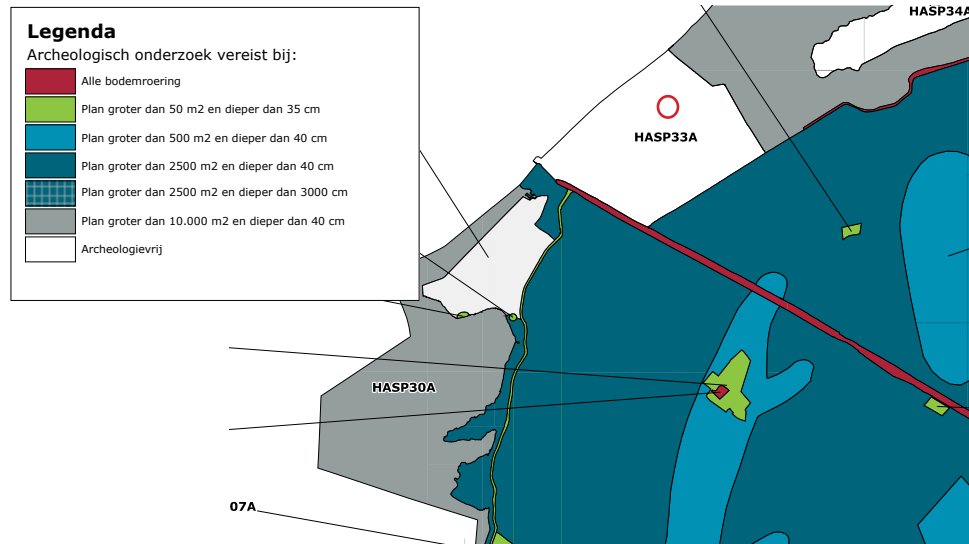 Legenda
Archeologisch onderzoek vereist bij:
Alle bodemroering
Plan groter dan 50 m2 en dieper dan 35 cm
Plan groter dan 500 m2 en dieper dan 40 cm
Plan groter dan 2500 m2 en dieper dan 40 cm
Plan groter dan 2500 m2 en dieper dan 3000 cm
Plan groter dan 10.000 m2 en dieper dan 40 cm
Archeologievrij
HASP34A
HASP33A
HASP30A
07A